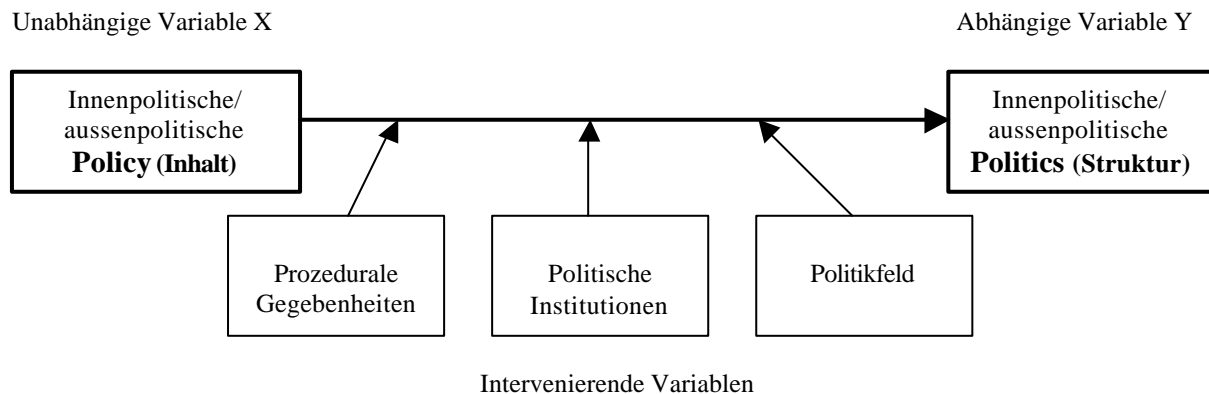 Unabhängige Variable X
Abhängige Variable Y
Innenpolitische/
aussenpolitische
Policy (Inhalt)
Innenpolitische/
aussenpolitische
Politics (Struktur)
Prozedurale
Gegebenheiten
Politische
Institutionen
Politikfeld
Intervenierende Variablen